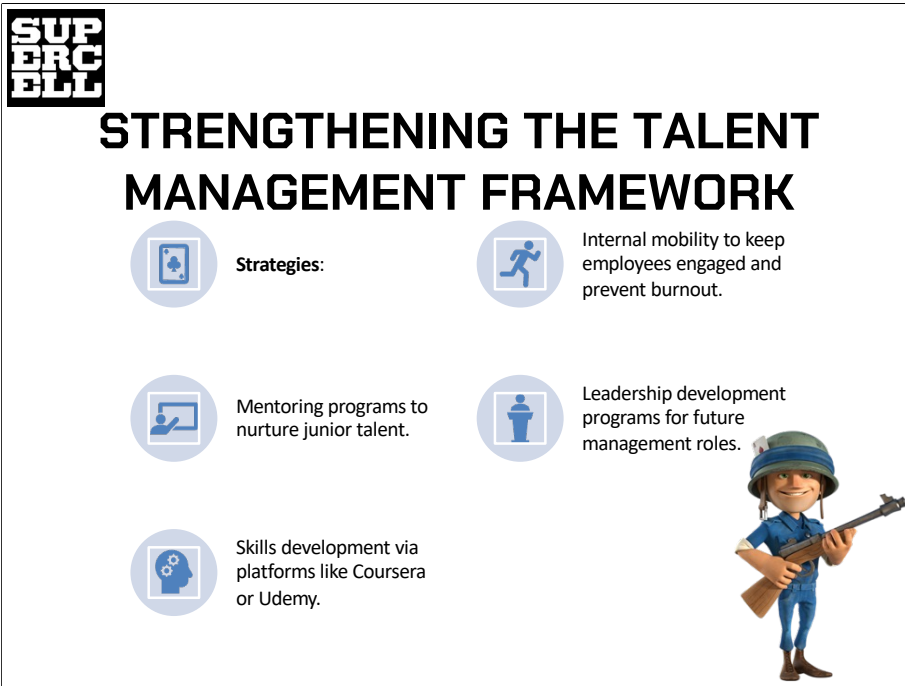 SUP
ERC
ELL
STRENGTHENING THE TALENT
MANAGEMENT FRAMEWORK
Strategies:
Mentoring programs to
nurture junior talent.
Skills development via
platforms like Coursera
or Udemy.
Internal mobility to keep
employees engaged and
prevent burnout.
Leadership development
programs for future
management roles.